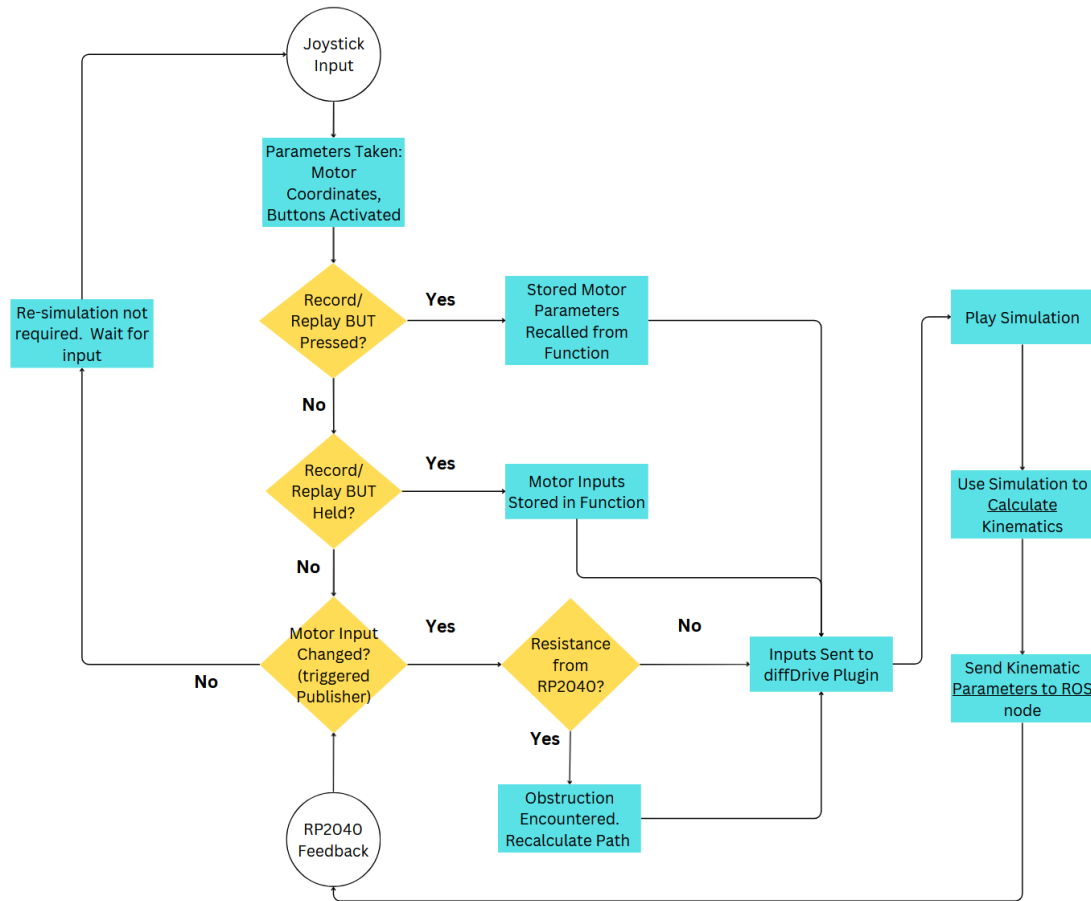 Joystick
Input
Parameters Taken:
Motor
Coordinates,
Buttons Activated
Record/
Replay BUT
Pressed?
Yes
Stored Motor
Parameters
Recalled from
Function
Play Simulation
Re-simulation not
required. Wait for
input
No
Record/
Replay BUT
Held?
Yes
Motor Inputs
Stored in Function
Use Simulation to
Calculate
Kinematics
No
Motor Input
Changed?
(triggered
Publisher)
Yes
No
Resistance
from
RP2040?
No
Inputs Sent to
diffDrive Plugin
Send Kinematic
Parameters to ROS
node
Yes
Obstruction
Encountered.
Recalculate Path
RP2040
Feedback